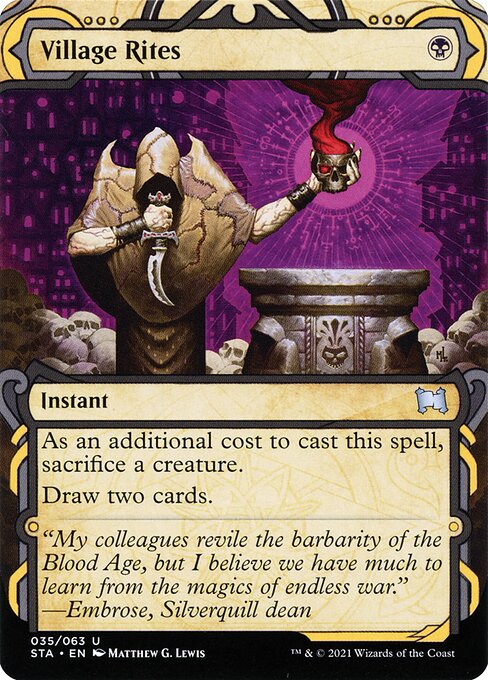 Village Rites
ML
Instant
As an additional cost to cast this spell,
sacrifice a creature.
Draw two cards.
“My colleagues revile the barbarity of the
Blood Age, but I believe we have much to
learn from the magics of endless war.”
—Embrose, Silverquill dean
035/063 U
STA • EN Matthew G. Lewis
™ & © 2021 Wizards of the Coast